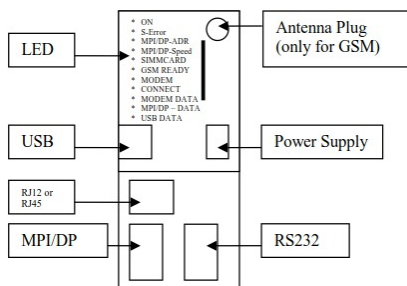 LED
• ON
• S-Error
• MPI/DP-ADR
• MPI/DP-Speed
• SIMMCARD
• GSM READY
• MODEM
• CONNECT
• MODEM DATA
• MPI/DP – DATA
• USB DATA
Antenna Plug
(only for GSM)
USB
Power Supply
RJ12 or
RJ45
MPI/DP
RS232